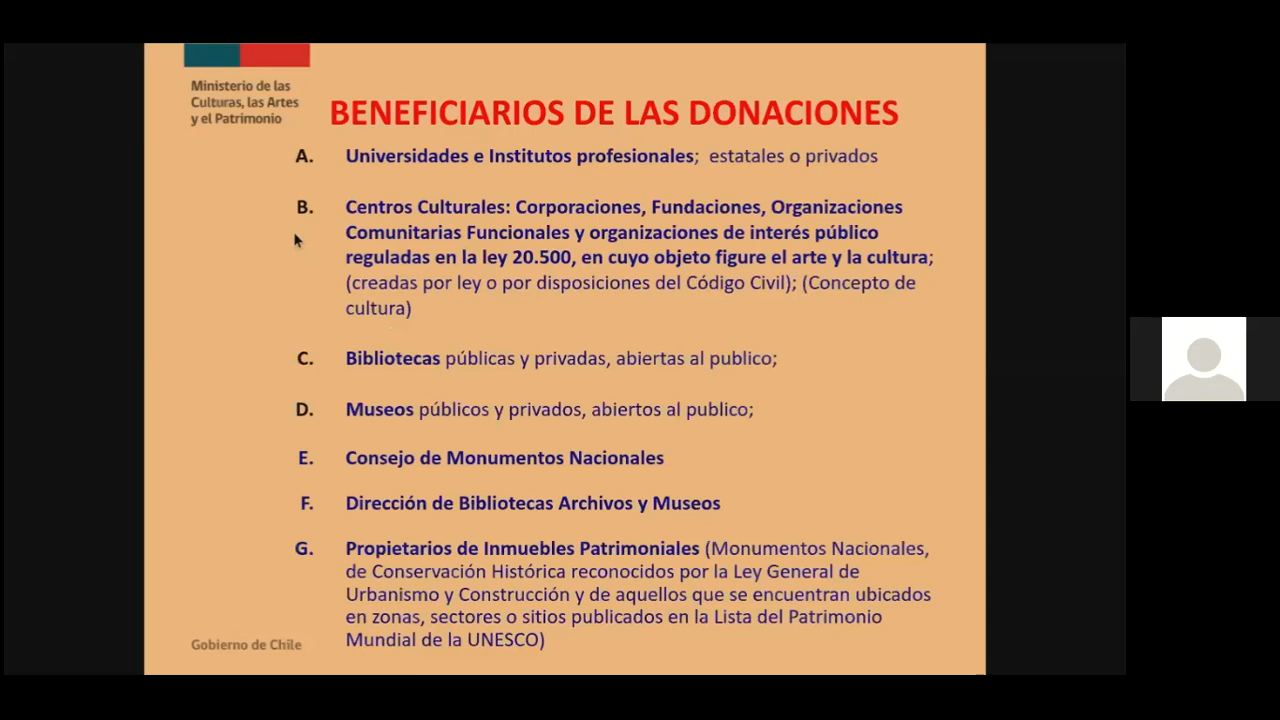 Ministerio de las
Culturas, las Artes
y el Patrimonio
BENEFICIARIOS DE LAS DONACIONES
A. Universidades e Institutos profesionales; estatales o privados
B. Centros Culturales: Corporaciones, Fundaciones, Organizaciones
Comunitarias Funcionales y organizaciones de interés público
reguladas en la ley 20.500, en cuyo objeto figure el arte y la cultura;
(creadas por ley o por disposiciones del Código Civil); (Concepto de
cultura)
C. Bibliotecas públicas y privadas, abiertas al publico;
D. Museos públicos y privados, abiertos al publico;
E. Consejo de Monumentos Nacionales
F. Dirección de Bibliotecas Archivos y Museos
G. Propietarios de Inmuebles Patrimoniales (Monumentos Nacionales,
de Conservación Histórica reconocidos por la Ley General de
Urbanismo y Construcción y de aquellos que se encuentran ubicados
en zonas, sectores o sitios publicados en la Lista del Patrimonio
Mundial de la UNESCO)
Gobierno de Chile